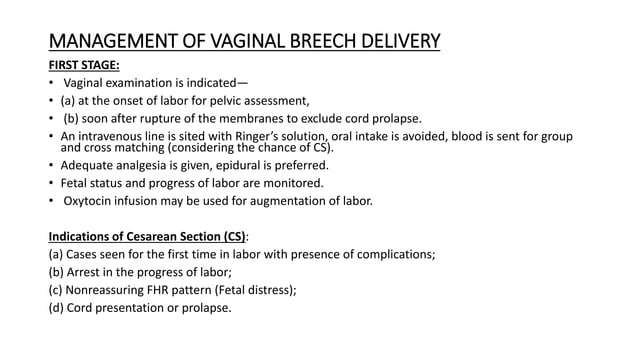 MANAGEMENT OF VAGINAL BREECH DELIVERY
FIRST STAGE:
• Vaginal examination is indicated—
• (a) at the onset of labor for pelvic assessment,
• (b) soon after rupture of the membranes to exclude cord prolapse.
• An intravenous line is sited with Ringer’s solution, oral intake is avoided, blood is sent for group
and cross matching (considering the chance of CS).
• Adequate analgesia is given, epidural is preferred.
• Fetal status and progress of labor are monitored.
• Oxytocin infusion may be used for augmentation of labor.
Indications of Cesarean Section (CS):
(a) Cases seen for the first time in labor with presence of complications;
(b) Arrest in the progress of labor;
(c) Nonreassuring FHR pattern (Fetal distress);
(d) Cord presentation or prolapse.